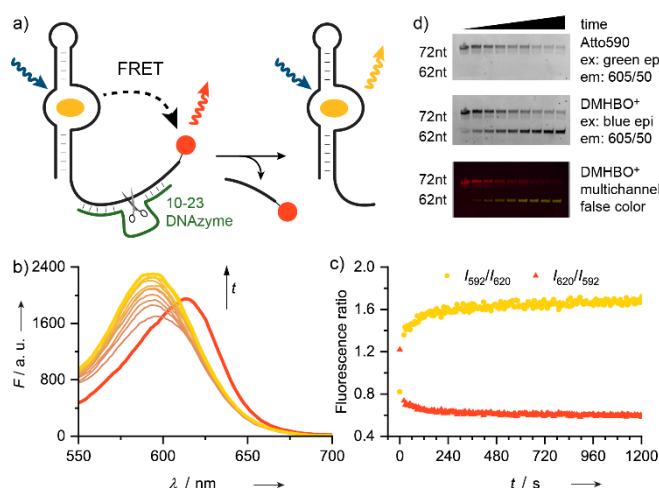 a)
FRET
10-23
DNAzyme
d)
time
72nt
62nt
Atto590
ex: green epi
em: 605/50
72nt
62nt
DMHBO⁺
ex: blue epi
em: 605/50
72nt
62nt
DMHBO⁺
multichannel
false color
b)
2400
1600
800
0
F / a. u.
t
550
600
650
700
λ / nm
c)
I₅₉₂/I₆₂₀
I₆₂₀/I₅₉₂
2.0
1.6
1.2
0.8
0.4
Fluorescence ratio
0
240
480
720
960
1200
t / s